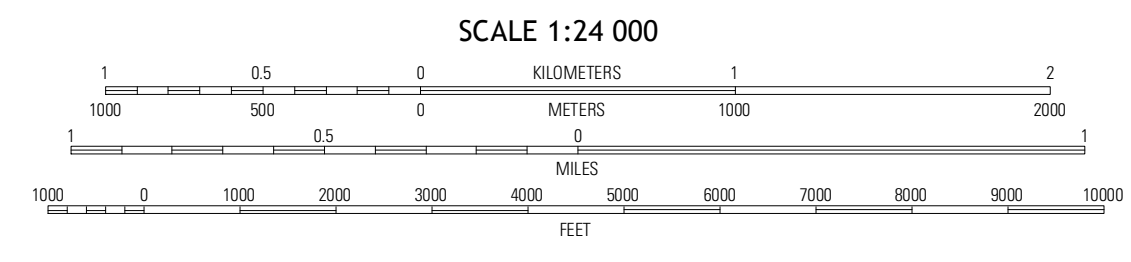 SCALE 1:24 000
1 0.5 0 KILOMETERS 1 2
1000 500 0 METERS 1000 2000
1 0.5 0 1
MILES
1000 0 1000 2000 3000 4000 5000 6000 7000 8000 9000 10000
FEET